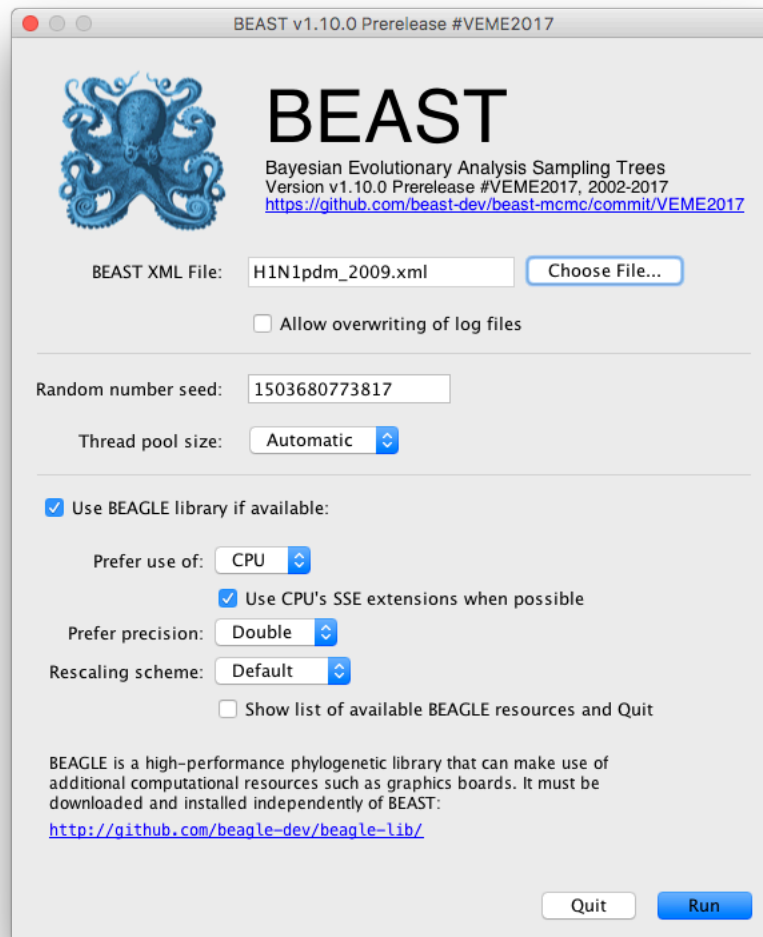 BEAST v1.10.0 Prerelease #VEME2017
BEAST
Bayesian Evolutionary Analysis Sampling Trees
Version v1.10.0 Prerelease #VEME2017, 2002-2017
https://github.com/beast-dev/beast-mcmc/commit/VEME2017
BEAST XML File: H1N1pdm_2009.xml Choose File...
Allow overwriting of log files
Random number seed: 1503680773817
Thread pool size: Automatic
Use BEAGLE library if available:
Prefer use of: CPU
Use CPU's SSE extensions when possible
Prefer precision: Double
Rescaling scheme: Default
Show list of available BEAGLE resources and Quit
BEAGLE is a high-performance phylogenetic library that can make use of
additional computational resources such as graphics boards. It must be
downloaded and installed independently of BEAST:
http://github.com/beagle-dev/beagle-lib/
Quit Run